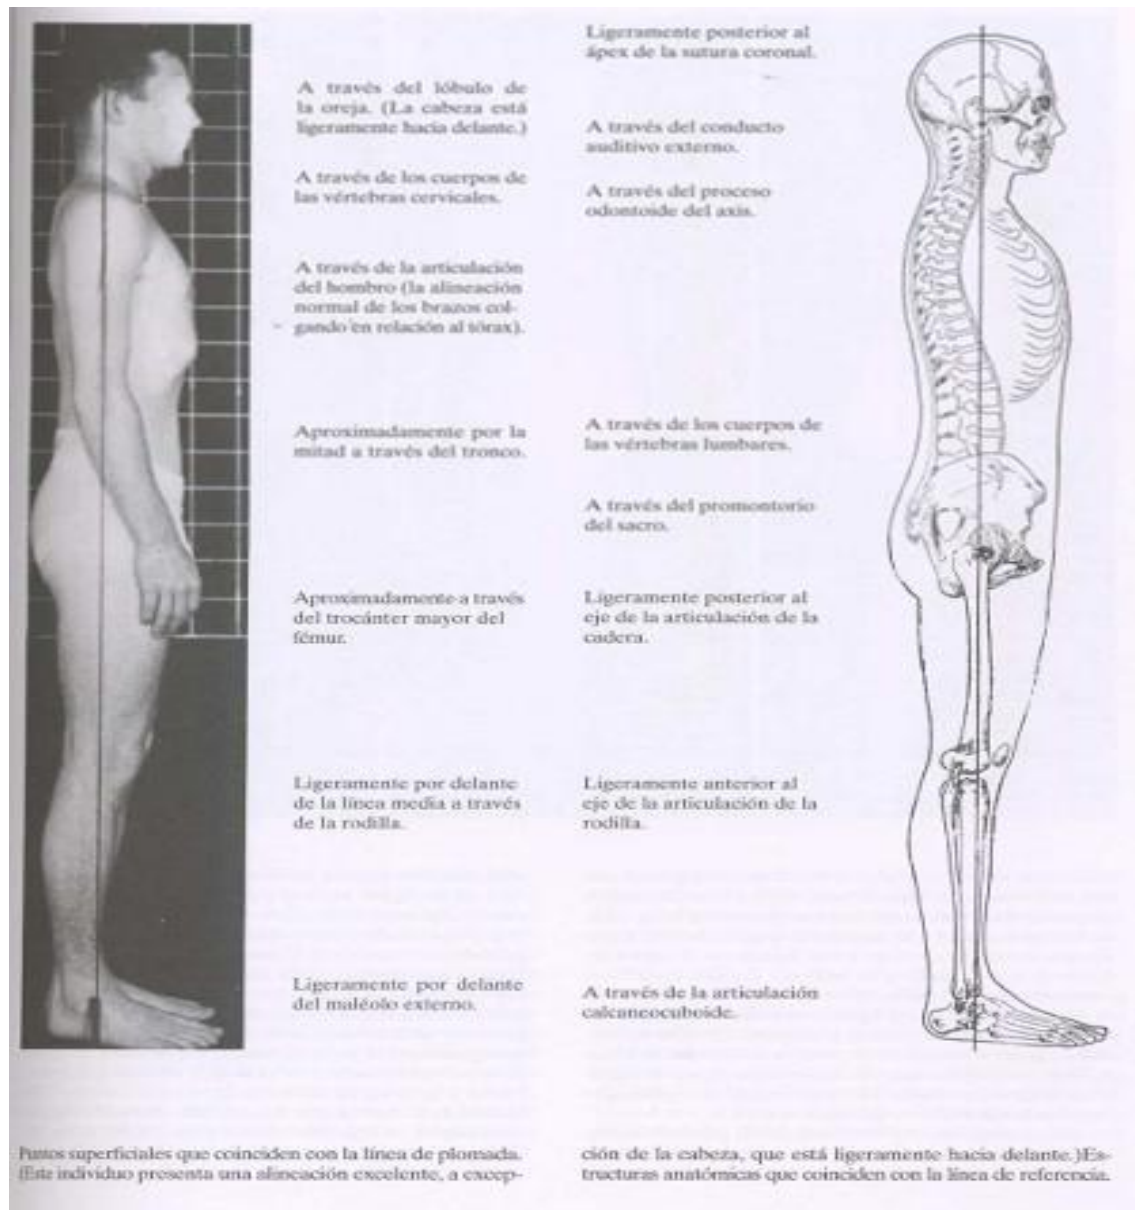 A través del lóbulo de
la oreja. (La cabeza está
ligeramente hacia delante.)
A través de los cuerpos de
las vértebras cervicales.
A través de la articulación
del hombro (la alineación
normal de los brazos col-
gando en relación al tórax).
Aproximadamente por la
mitad a través del tronco.
Aproximadamente a través
del trocánter mayor del
fémur.
Ligeramente por delante
de la línea media a través
de la rodilla.
Ligeramente por delante
del maléolo externo.
Ligeramente posterior al
ápex de la sutura coronal.
A través del conducto
auditivo externo.
A través del proceso
odontoide del axis.
A través de los cuerpos de
las vértebras lumbares.
A través del promontorio
del sacro.
Ligeramente posterior al
eje de la articulación de la
cadera.
Ligeramente anterior al
eje de la articulación de la
rodilla.
A través de la articulación
calcaneocuboide.
Puntos superficiales que coinciden con la línea de plomada.
(Este individuo presenta una alineación excelente, a excep-
ción de la cabeza, que está ligeramente hacia delante.)Es-
tructuras anatómicas que coinciden con la línea de referencia.